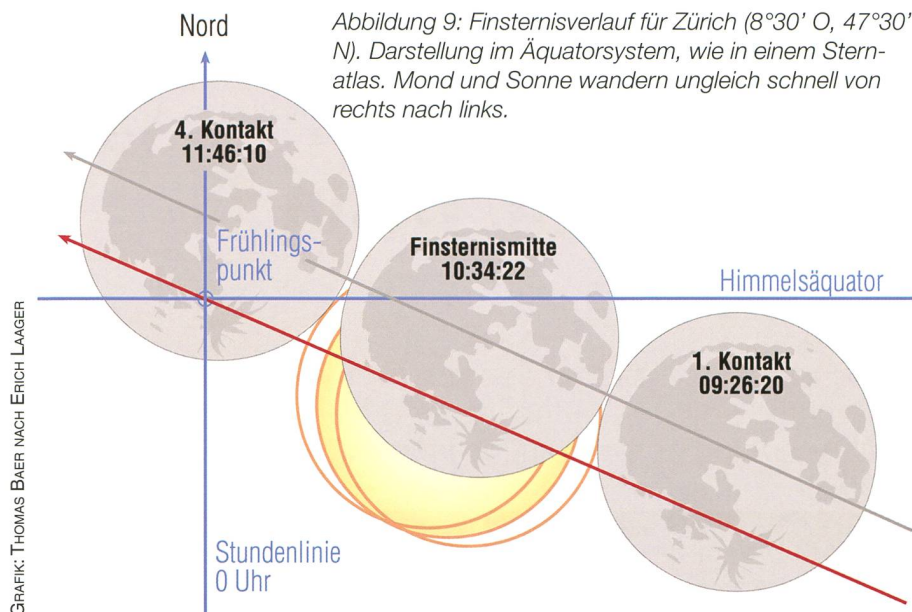 Nord
Abbildung 9: Finsternisverlauf für Zürich (8°30' O, 47°30'
N). Darstellung im Äquatorsystem, wie in einem Stern-
atlas. Mond und Sonne wandern ungleich schnell von
rechts nach links.
4. Kontakt
11:46:10
Frühlings-
punkt
Finsternismitte
10:34:22
Himmelsäquator
1. Kontakt
09:26:20
Stundenlinie
0 Uhr
GRAFIK: THOMAS BAER NACH ERICH LAAGER